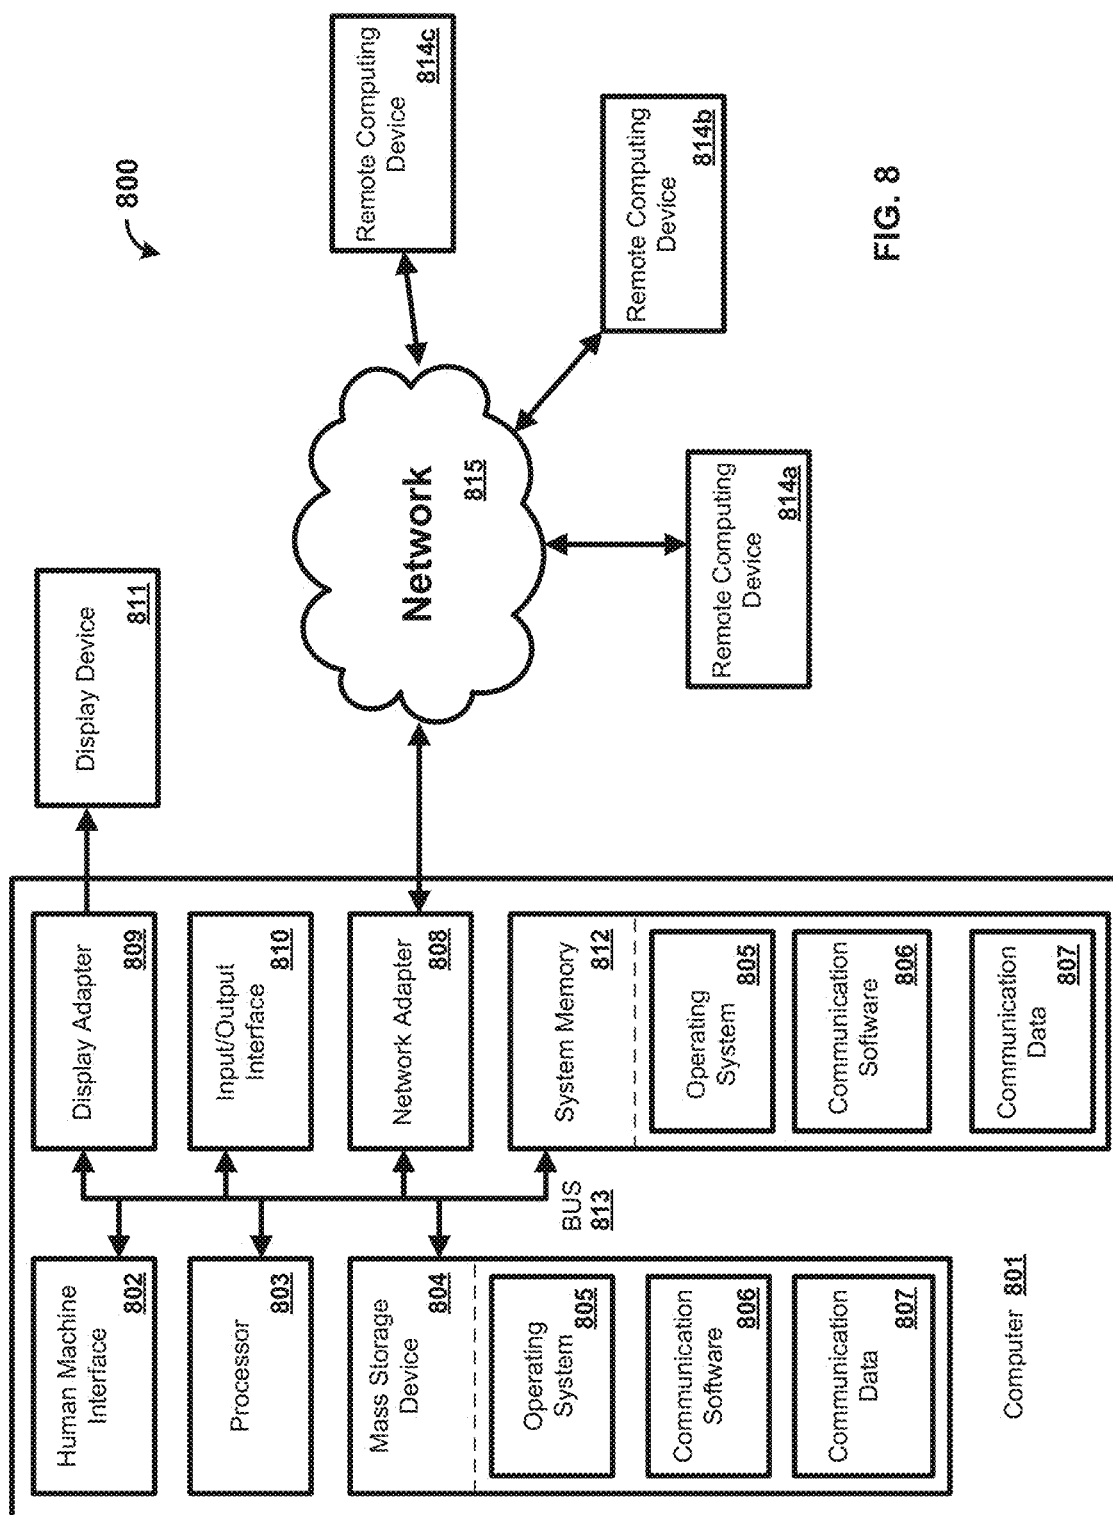 800
Human Machine
Interface
802
Processor
803
Mass Storage
Device
804
Operating
System
805
Communication
Software
806
Communication
Data
807
Computer 801
BUS
813
Display Adapter
809
Input/Output
Interface
810
Network Adapter
808
System Memory
812
Operating
System
805
Communication
Software
806
Communication
Data
807
Display Device
811
Network
815
Remote Computing
Device
814a
Remote Computing
Device
814b
Remote Computing
Device
814c
FIG. 8